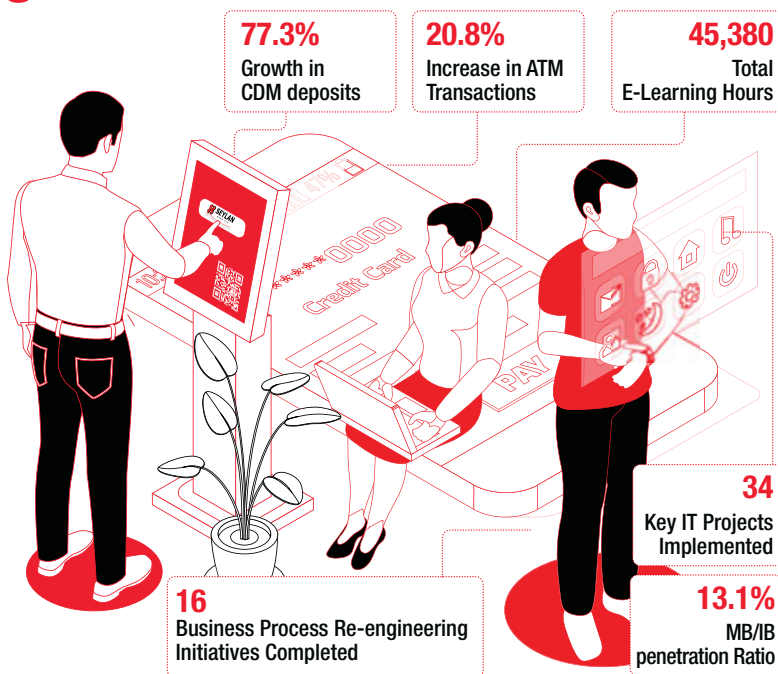 77.3%
Growth in
CDM deposits
20.8%
Increase in ATM
Transactions
45,380
Total
E-Learning Hours
47%
SEYLAN
*****0000
Credit Card
PAY
34
Key IT Projects
Implemented
16
Business Process Re-engineering
Initiatives Completed
13.1%
MB/IB
penetration Ratio